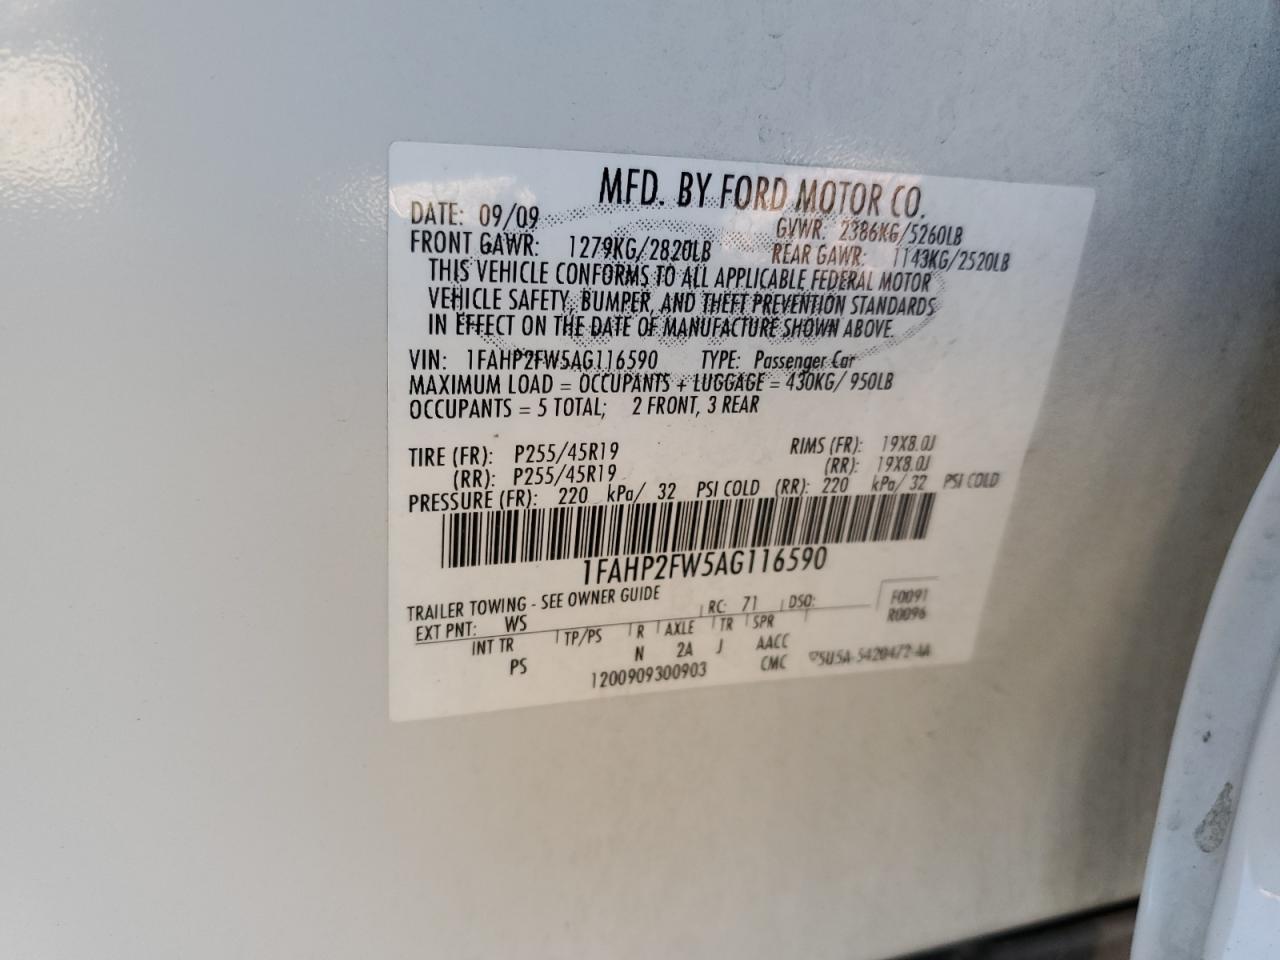 MFD. BY FORD MOTOR CO.
DATE: 09/09 GVWR: 2386KG/5260LB
FRONT GAWR: 1279KG/2820LB REAR GAWR: 1143KG/2520LB
THIS VEHICLE CONFORMS TO ALL APPLICABLE FEDERAL MOTOR
VEHICLE SAFETY, BUMPER, AND THEFT PREVENTION STANDARDS
IN EFFECT ON THE DATE OF MANUFACTURE SHOWN ABOVE.
VIN: 1FAHP2FW5AG116590 TYPE: Passenger Car
MAXIMUM LOAD = OCCUPANTS + LUGGAGE = 430KG/ 950LB
OCCUPANTS = 5 TOTAL; 2 FRONT, 3 REAR
TIRE (FR): P255/45R19 RIMS (FR): 19X8.0J
(RR): P255/45R19 (RR): 19X8.0J
PRESSURE (FR): 220 kPa/ 32 PSI COLD (RR): 220 kPa/ 32 PSI COLD
1FAHP2FW5AG116590
TRAILER TOWING - SEE OWNER GUIDE
EXT PNT: WS RC: 71 DSO: F0091
R0096
INT TR TP/PS R AXLE TR SPR
PS N 2A J AACC
1200909300903 CMC